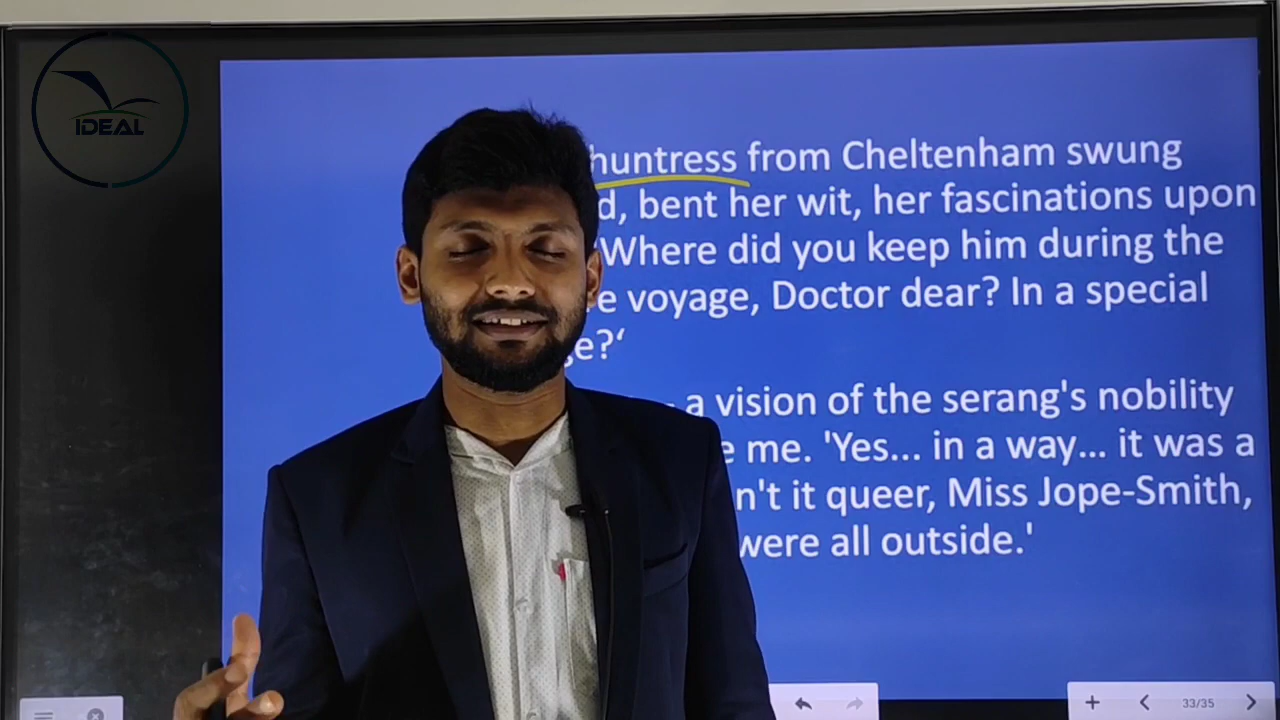 IDEAL
huntress from Cheltenham swung
d, bent her wit, her fascinations upon
Where did you keep him during the
e voyage, Doctor dear? In a special
ge?‘
a vision of the serang's nobility
e me. 'Yes... in a way... it was a
n't it queer, Miss Jope-Smith,
were all outside.'
33/35